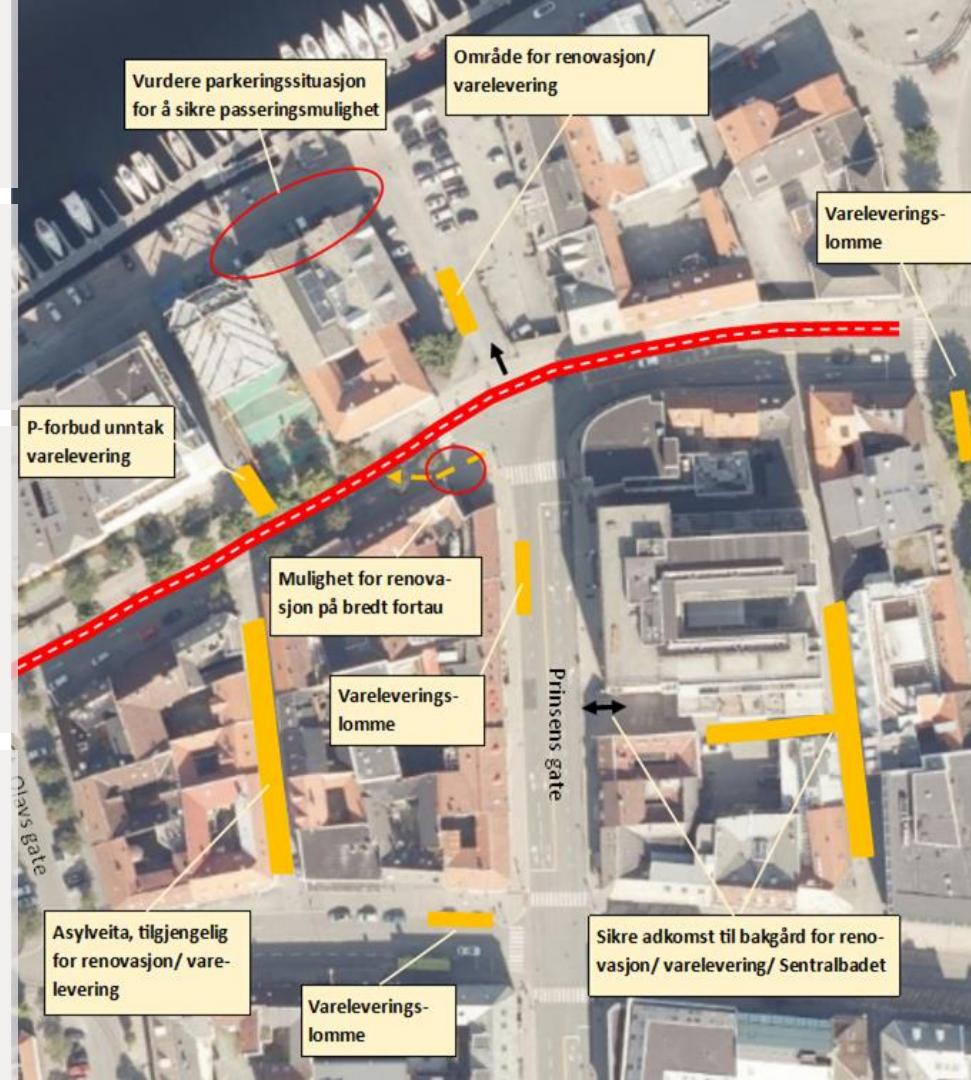 Område for renovasjon/
varelevering
Vurdere parkeringssituasjon
for å sikre passeringsmulighet
Vareleverings-
lomme
P-forbud unntak
varelevering
Mulighet for renova-
sjon på bredt fortau
Vareleverings-
lomme
Prinsens gate
Olavs gate
Asylveita, tilgjengelig
for renovasjon/ vare-
levering
Sikre adkomst til bakgård for reno-
vasjon/ varelevering/ Sentralbadet
Vareleverings-
lomme